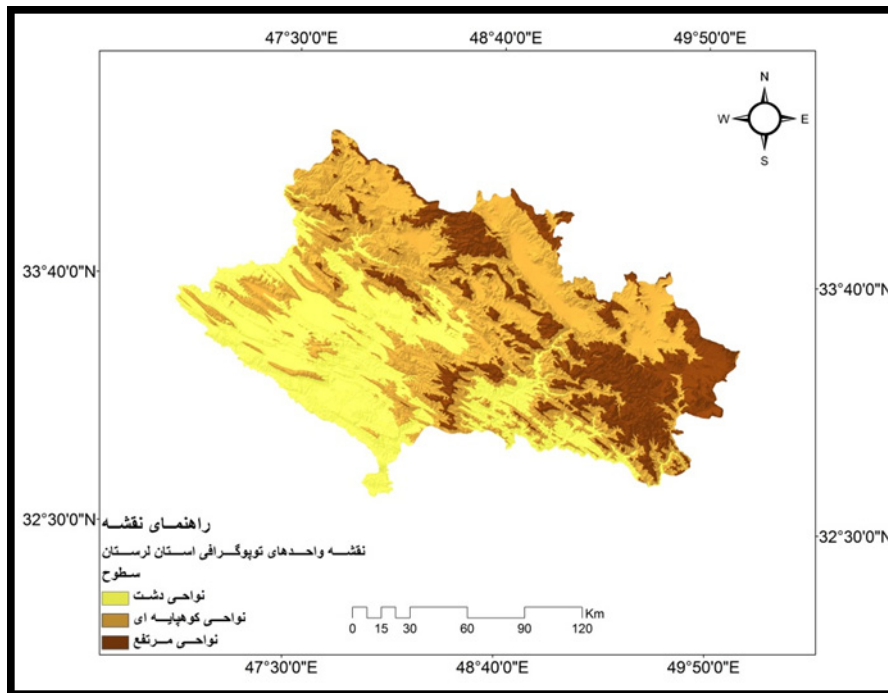 47°30'0"E 48°40'0"E 49°50'0"E
N
W E
S
33°40'0"N 33°40'0"N
32°30'0"N 32°30'0"N
راهنمای نقشه
نقشه واحدهای توپوگرافی استان لرستان
سطوح
نواحی دشت
نواحی کوهپایه ای
نواحی مرتفع
Km
0 15 30 60 90 120
47°30'0"E 48°40'0"E 49°50'0"E